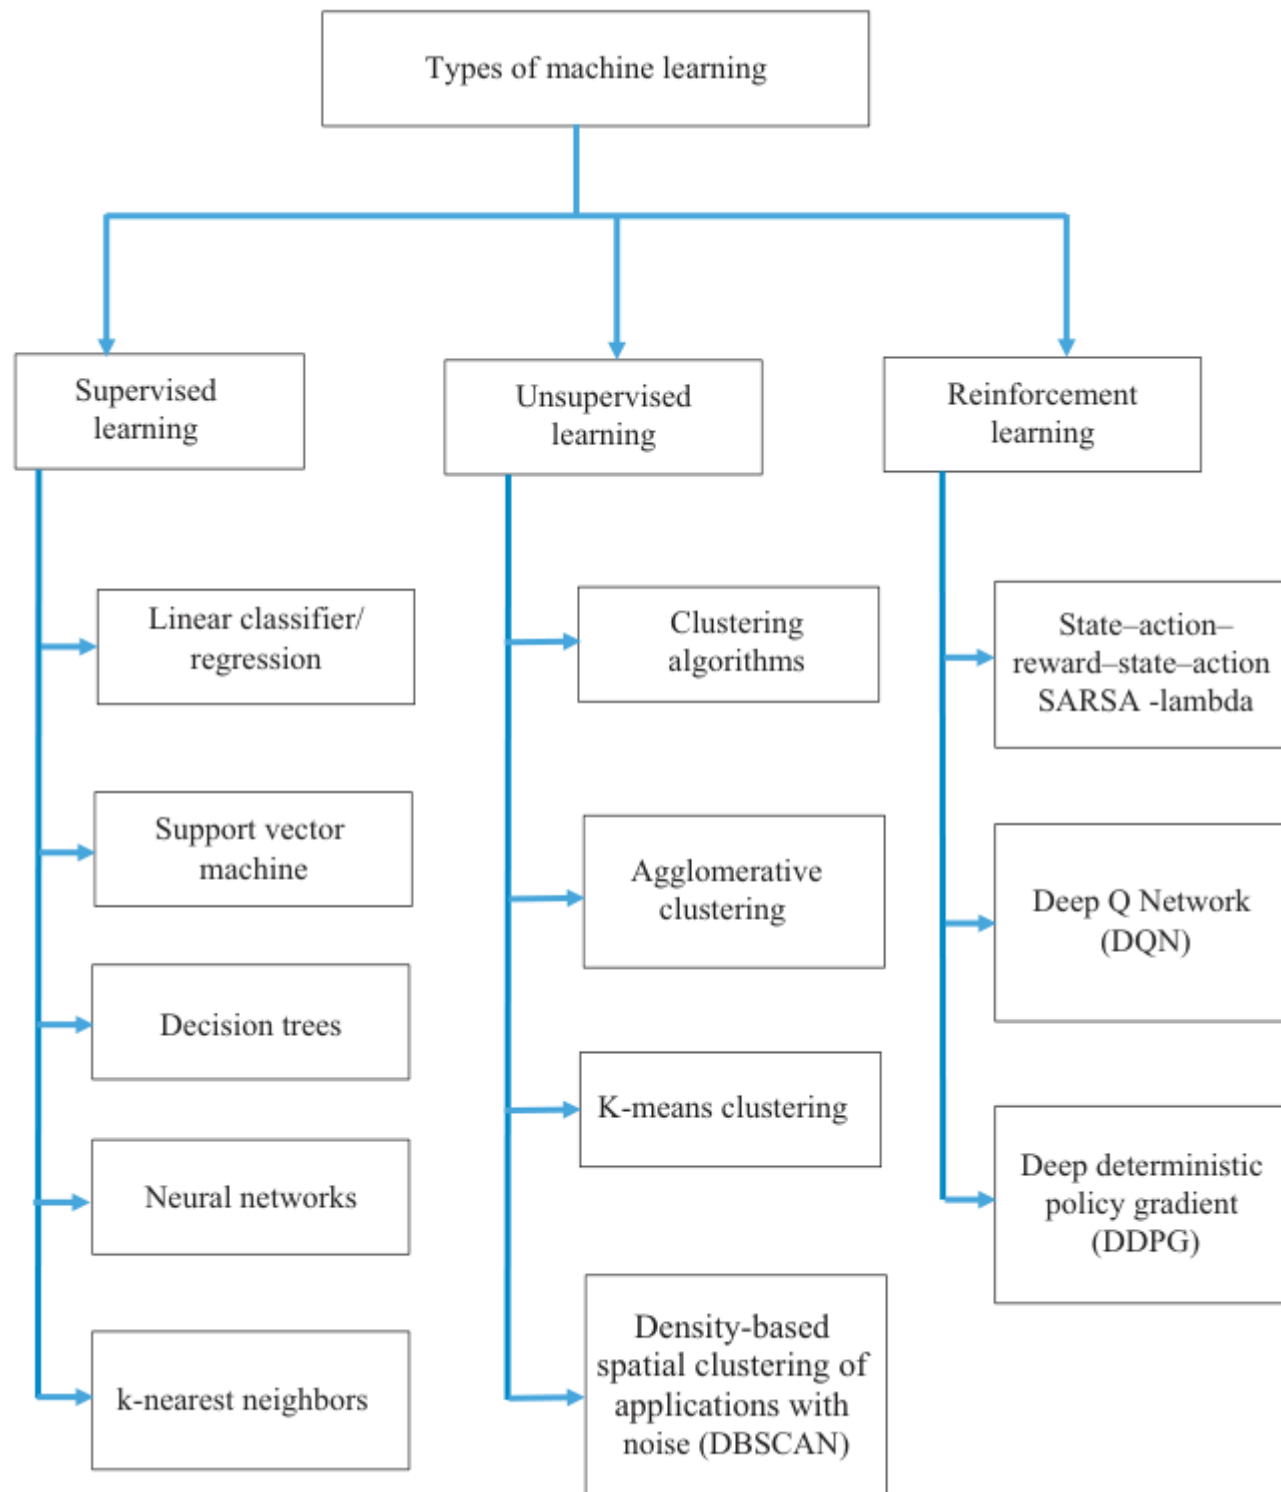 Types of machine learning
Supervised
learning
Unsupervised
learning
Reinforcement
learning
Linear classifier/
regression
Support vector
machine
Decision trees
Neural networks
k-nearest neighbors
Clustering
algorithms
Agglomerative
clustering
K-means clustering
Density-based
spatial clustering of
applications with
noise (DBSCAN)
State–action–
reward–state–action
SARSA -lambda
Deep Q Network
(DQN)
Deep deterministic
policy gradient
(DDPG)